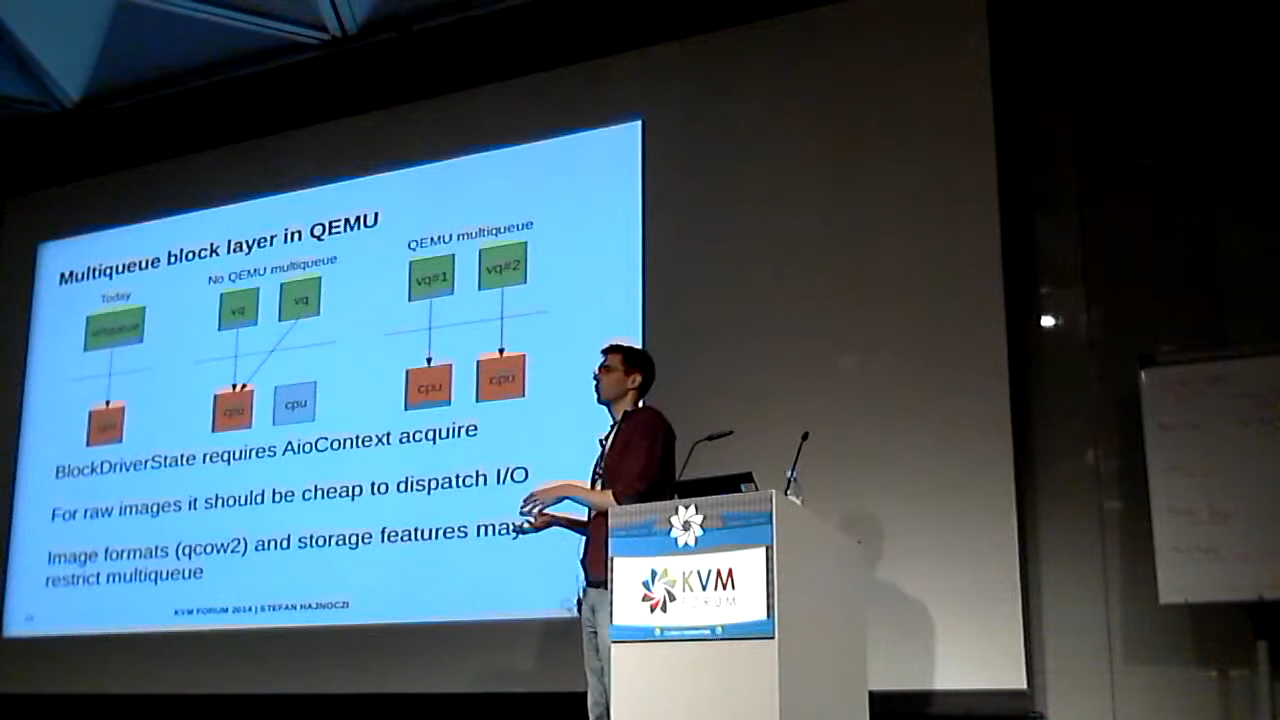 Multiqueue block layer in QEMU
Today
No QEMU multiqueue
QEMU multiqueue
virtqueue
vq
vq
vq#1
vq#2
cpu
cpu
cpu
cpu
cpu
BlockDriverState requires AioContext acquire
For raw images it should be cheap to dispatch I/O
Image formats (qcow2) and storage features may
restrict multiqueue
KVM FORUM 2014 | STEFAN HAJNOCZI
KVM
FORUM